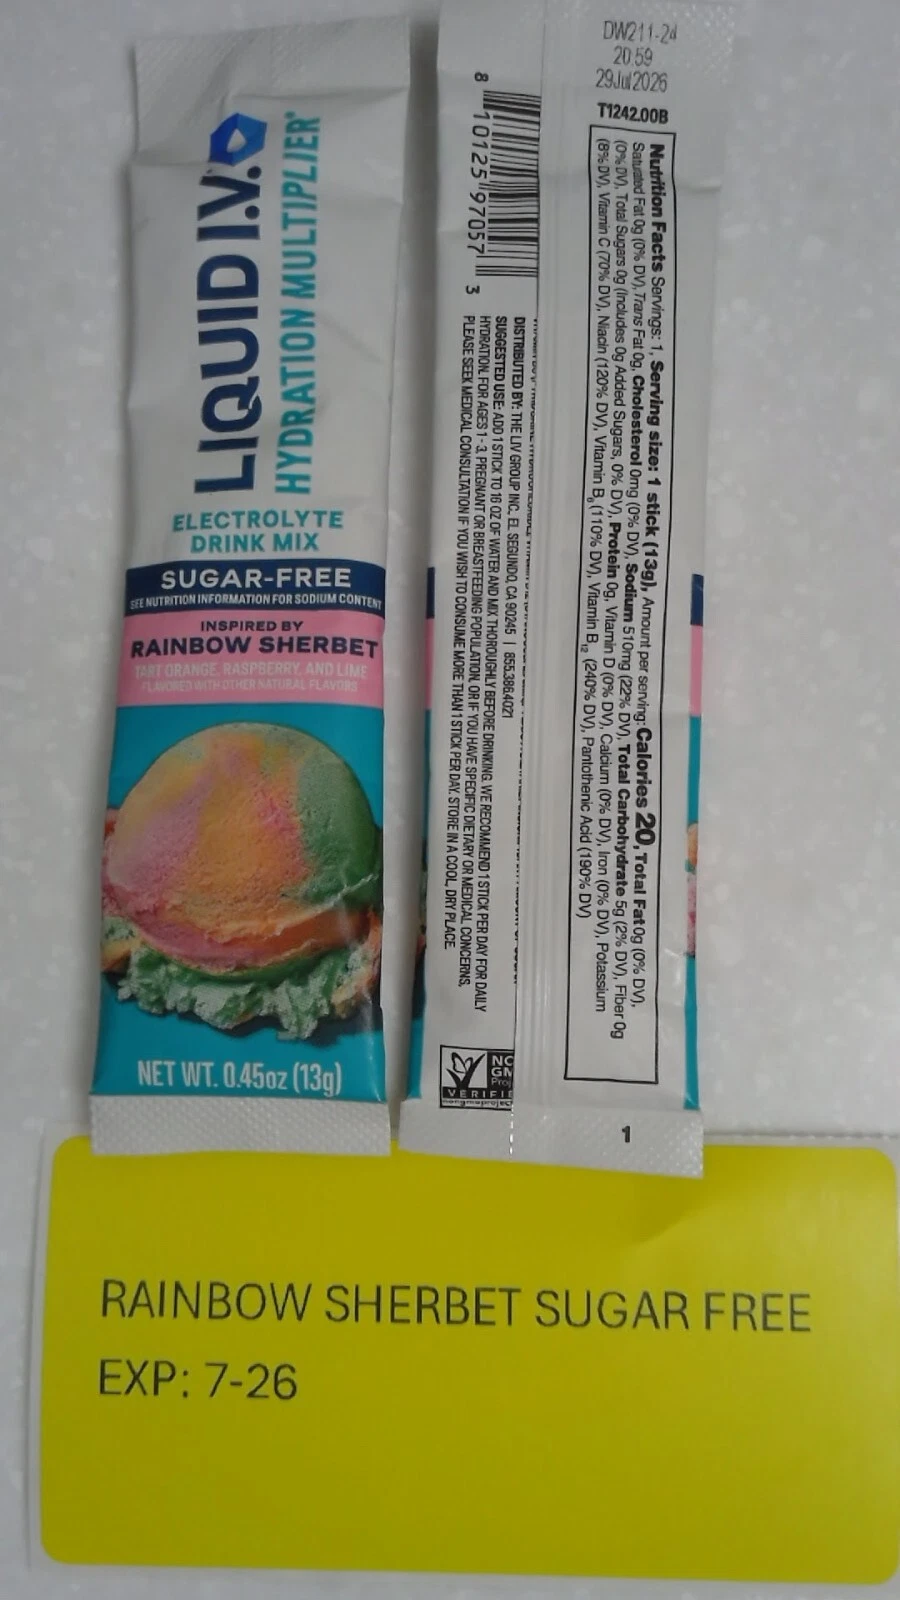 LIQUID I.V.
HYDRATION MULTIPLIER®
ELECTROLYTE
DRINK MIX
SUGAR-FREE
SEE NUTRITION INFORMATION FOR SODIUM CONTENT
INSPIRED BY
RAINBOW SHERBET
TART ORANGE, RASPBERRY, AND LIME
FLAVORED WITH OTHER NATURAL FLAVORS
NET WT. 0.45oz (13g)
DW211-24
20:59
29Jul2026
T1242.00B
Nutrition Facts Servings: 1, Serving size: 1 stick (13g), Amount per serving: Calories 20, Total Fat 0g (0% DV),
Saturated Fat 0g (0% DV), Trans Fat 0g, Cholesterol 0mg (0% DV), Sodium 510mg (22% DV), Total Carbohydrate 5g (2% DV), Fiber 0g
(0% DV), Total Sugars 0g (Includes 0g Added Sugars, 0% DV), Protein 0g, Vitamin D (0% DV), Calcium (0% DV), Iron (0% DV), Potassium
(8% DV), Vitamin C (70% DV), Niacin (120% DV), Vitamin B6 (110% DV), Vitamin B12 (240% DV), Pantothenic Acid (190% DV)
DISTRIBUTED BY: THE LIV GROUP INC. EL SEGUNDO, CA 90245 | 855.386.4021
SUGGESTED USE: ADD 1 STICK TO 16 OZ OF WATER AND MIX THOROUGHLY BEFORE DRINKING. WE RECOMMEND 1 STICK PER DAY FOR DAILY
HYDRATION. FOR AGES 1-3, PREGNANT OR BREASTFEEDING POPULATION, OR IF YOU HAVE SPECIFIC DIETARY OR MEDICAL CONCERNS,
PLEASE SEEK MEDICAL CONSULTATION IF YOU WISH TO CONSUME MORE THAN 1 STICK PER DAY. STORE IN A COOL, DRY PLACE.
8 10125 97057 3
NO
GM
Proj
VERIFIE
1
RAINBOW SHERBET SUGAR FREE
EXP: 7-26